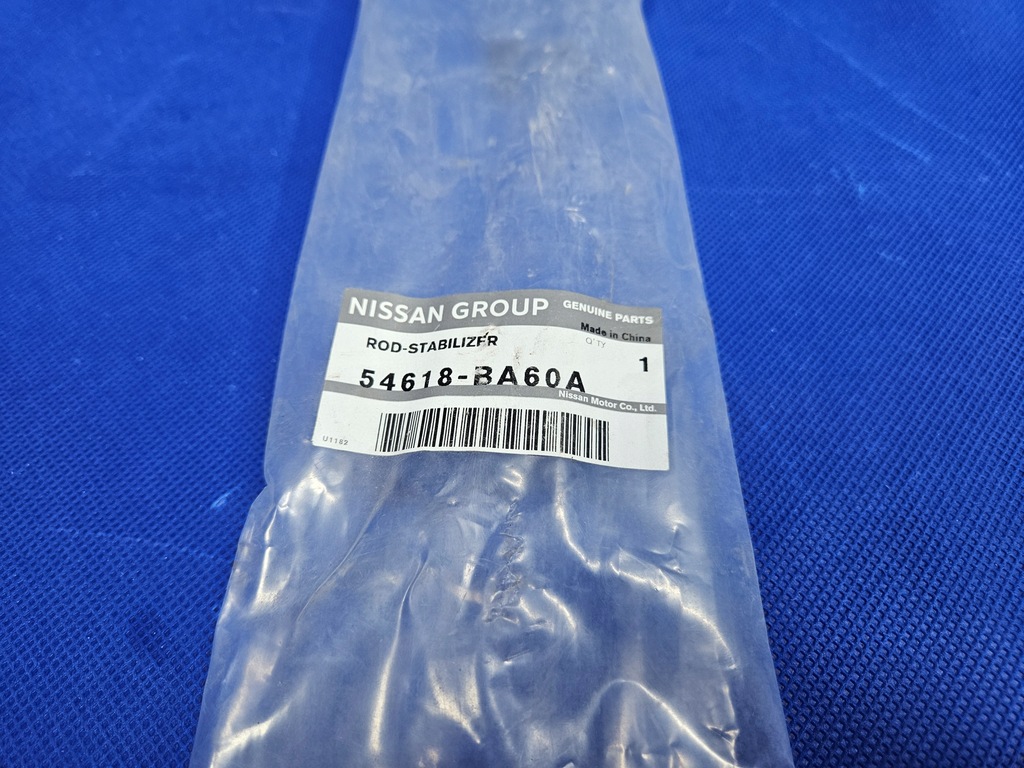 NISSAN GROUP GENUINE PARTS
Made in China
ROD-STABILIZER Q'TY
1
54618-BA60A
Nissan Motor Co., Ltd.
U1182